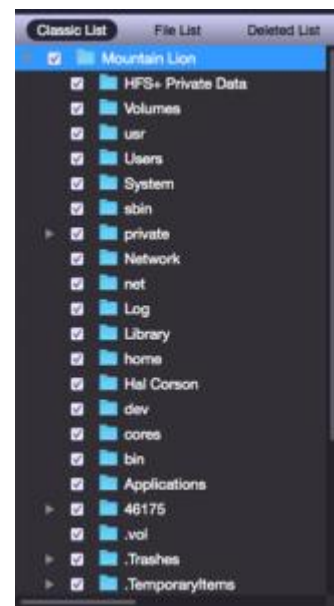 Classic List File List Deleted List
Mountain Lion
HFS+ Private Data
Volumes
usr
Users
System
sbin
private
Network
net
Log
Library
home
Hal Corson
dev
cores
bin
Applications
46175
.vol
.Trashes
.TemporaryItems